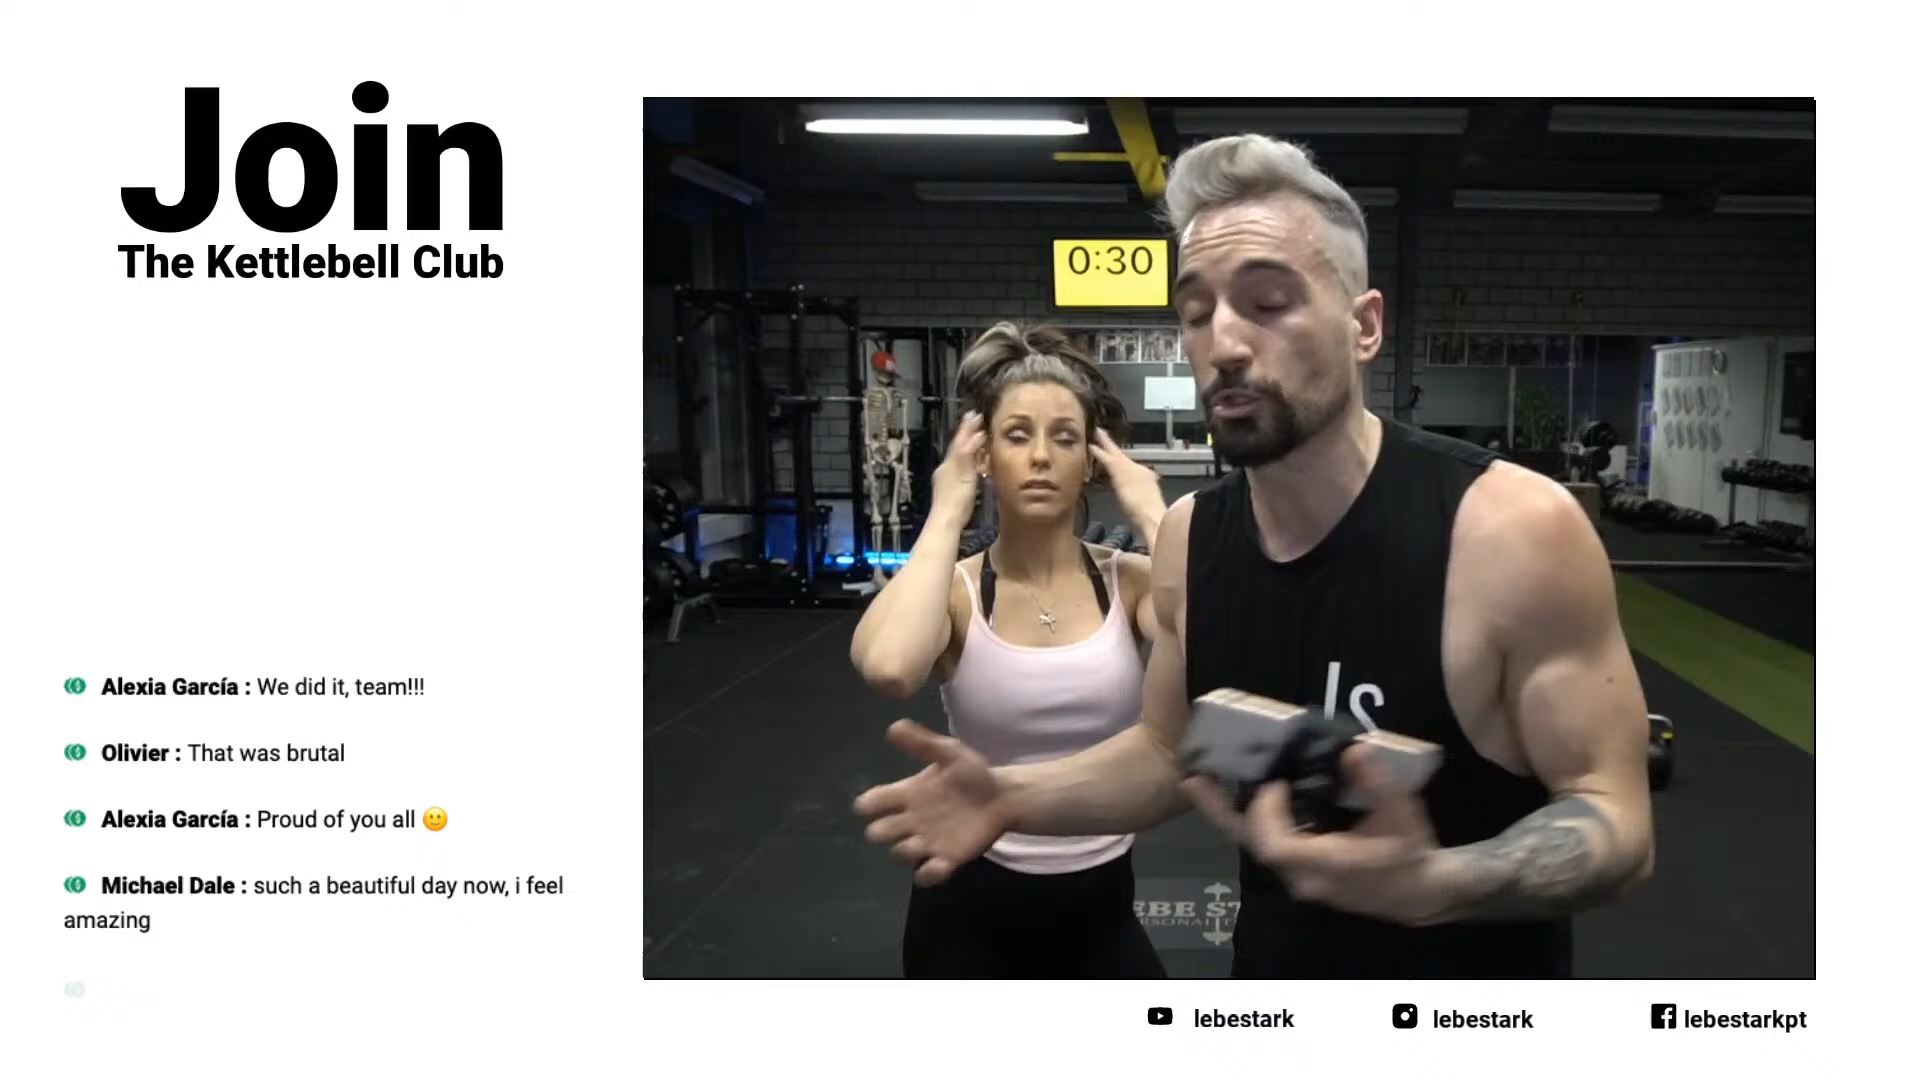 Join
The Kettlebell Club
0:30
ls
Alexia García : We did it, team!!!
Olivier : That was brutal
Alexia García : Proud of you all 🙂
Michael Dale : such a beautiful day now, i feel
amazing
lebestark
lebestark
lebestarkpt